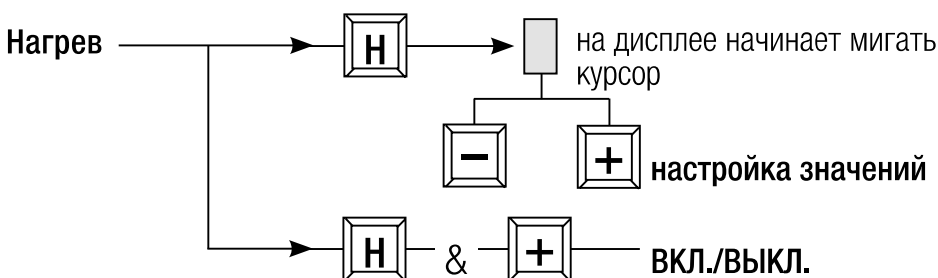 Нагрев
H
на дисплее начинает мигать
курсор
−
+
настройка значений
H & +
ВКЛ./ВЫКЛ.